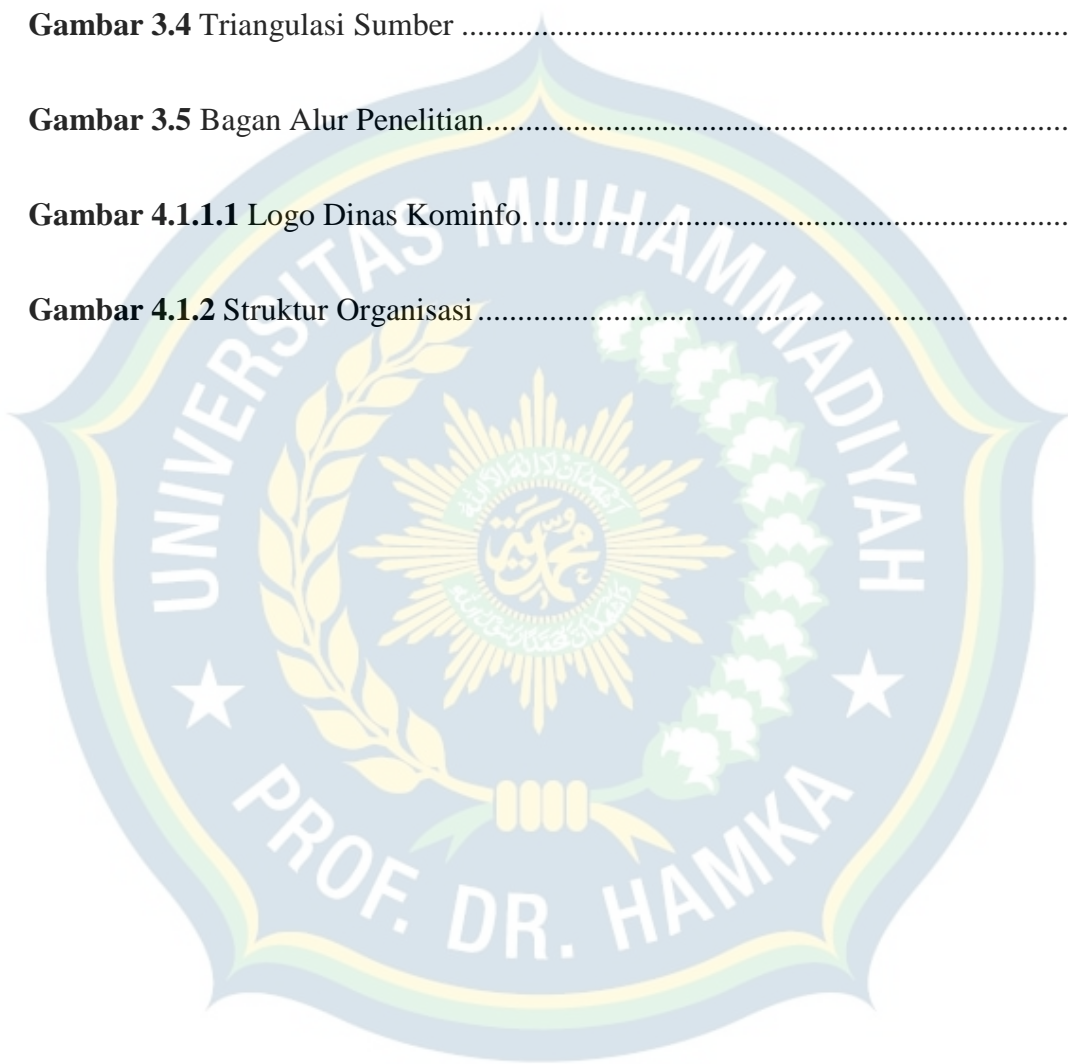 Gambar 3.4 Triangulasi Sumber ............................................................................
Gambar 3.5 Bagan Alur Penelitian.........................................................................
Gambar 4.1.1.1 Logo Dinas Kominfo....................................................................
Gambar 4.1.2 Struktur Organisasi..........................................................................
UNIVERSITAS MUHAMMADIYAH
PROF. DR. HAMKA